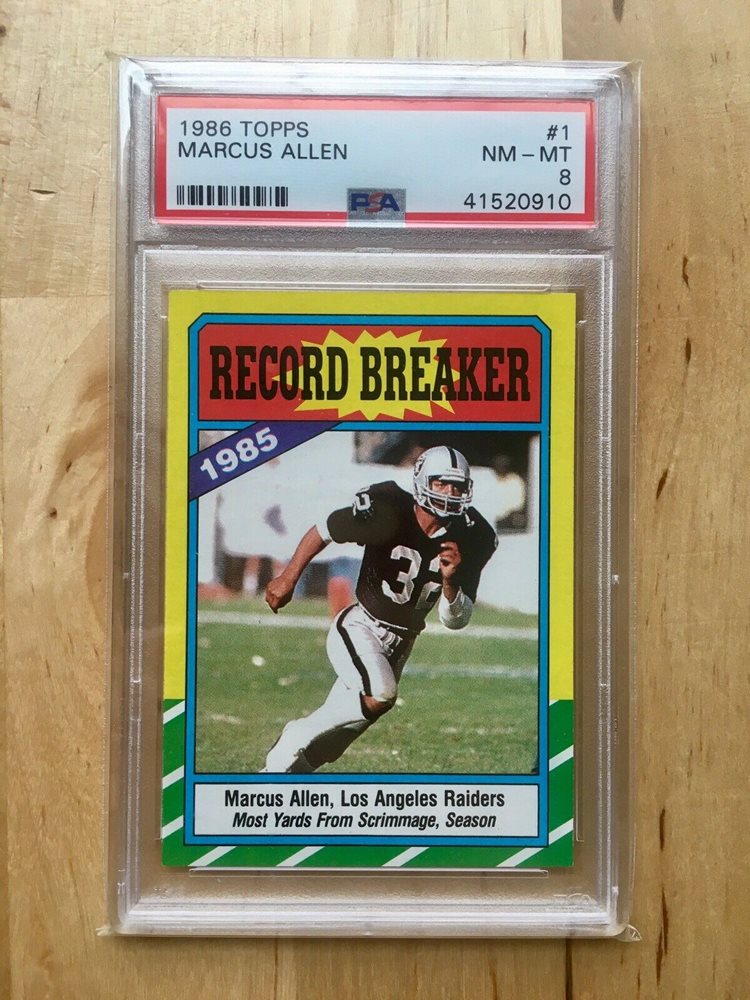 1986 TOPPS #1
MARCUS ALLEN NM - MT
8
PSA 41520910
RECORD BREAKER
1985
32
32
Marcus Allen, Los Angeles Raiders
Most Yards From Scrimmage, Season